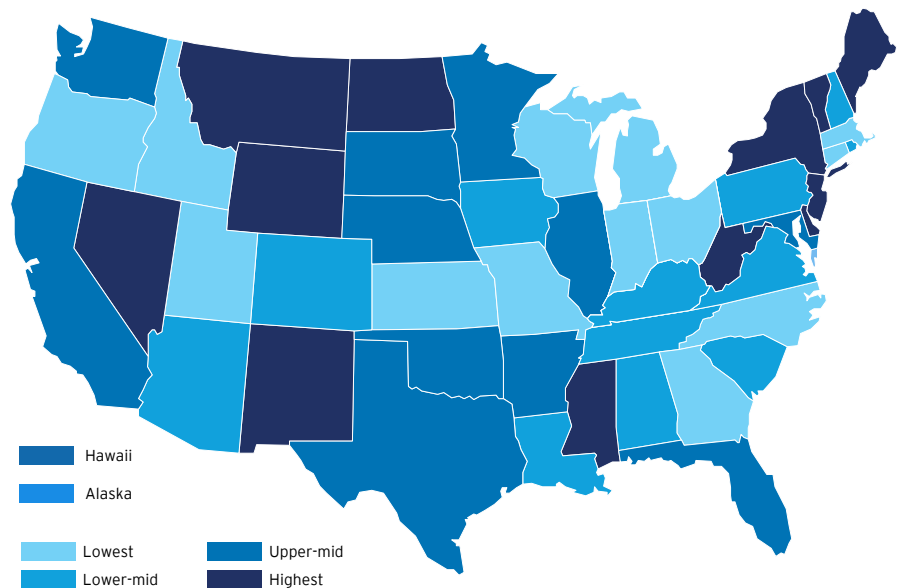 Hawaii
Alaska
Lowest
Upper-mid
Lower-mid
Highest